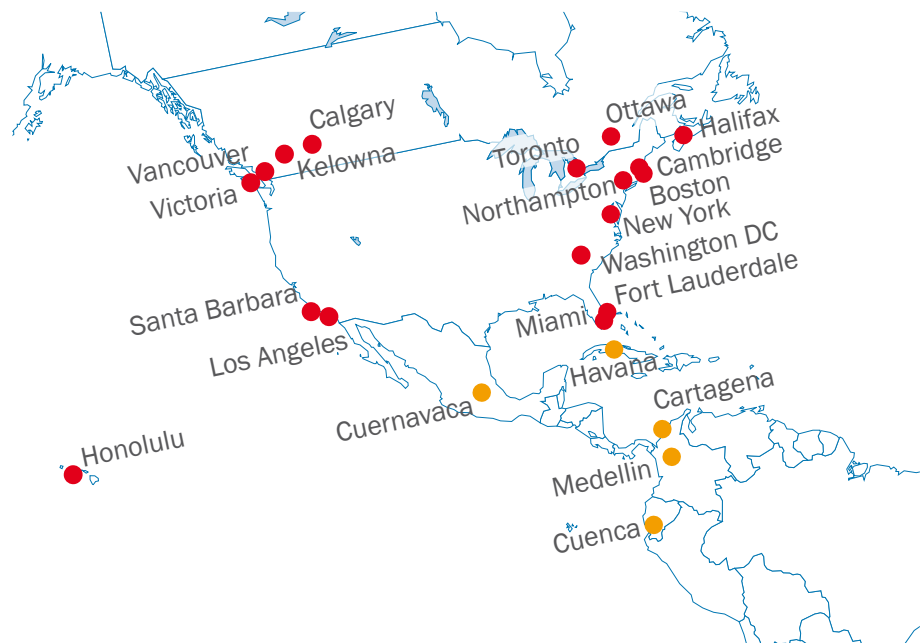 Calgary
Ottawa
Halifax
Vancouver
Kelowna
Toronto
Cambridge
Victoria
Northampton
Boston
New York
Washington DC
Fort Lauderdale
Santa Barbara
Miami
Los Angeles
Havana
Cartagena
Cuernavaca
Honolulu
Medellin
Cuenca